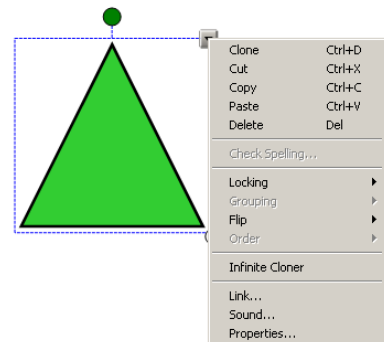 Clone Ctrl+D
Cut Ctrl+X
Copy Ctrl+C
Paste Ctrl+V
Delete Del
Check Spelling...
Locking
Grouping
Flip
Order
Infinite Cloner
Link...
Sound...
Properties...